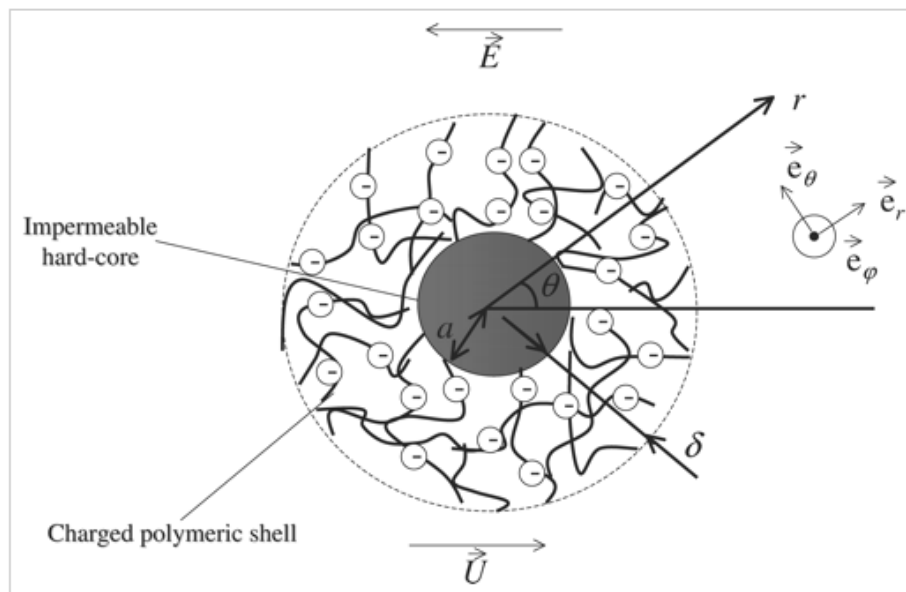 E
r
e_θ
e_r
e_φ
Impermeable
hard-core
θ
a
δ
Charged polymeric shell
U